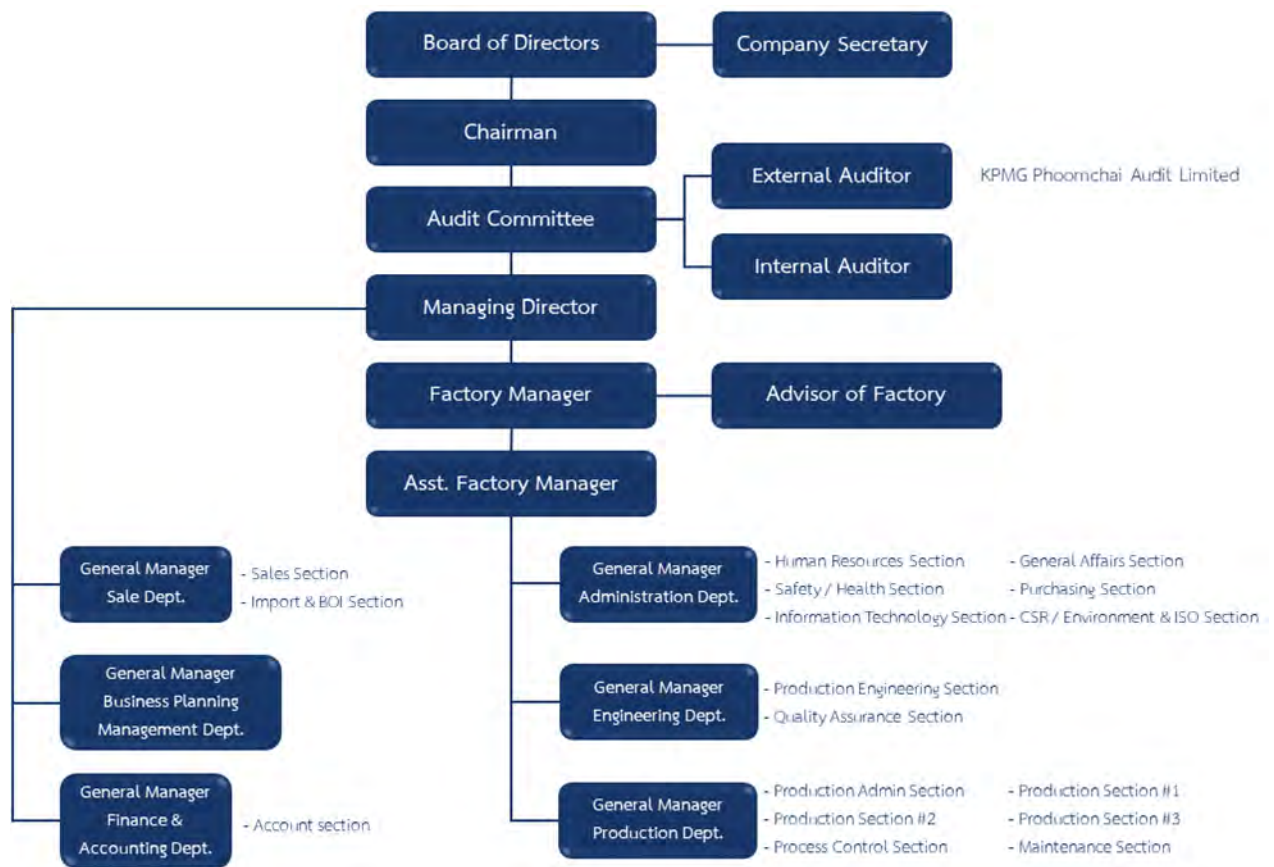 Board of Directors
Company Secretary
Chairman
External Auditor
KPMG Phoomchai Audit Limited
Audit Committee
Internal Auditor
Managing Director
Factory Manager
Advisor of Factory
Asst. Factory Manager
General Manager
Sale Dept.
- Sales Section
- Import & BOI Section
General Manager
Business Planning
Management Dept.
General Manager
Finance &
Accounting Dept.
- Account section
General Manager
Administration Dept.
- Human Resources Section
- General Affairs Section
- Safety / Health Section
- Purchasing Section
- Information Technology Section
- CSR / Environment & ISO Section
General Manager
Engineering Dept.
- Production Engineering Section
- Quality Assurance Section
General Manager
Production Dept.
- Production Admin Section
- Production Section #1
- Production Section #2
- Production Section #3
- Process Control Section
- Maintenance Section